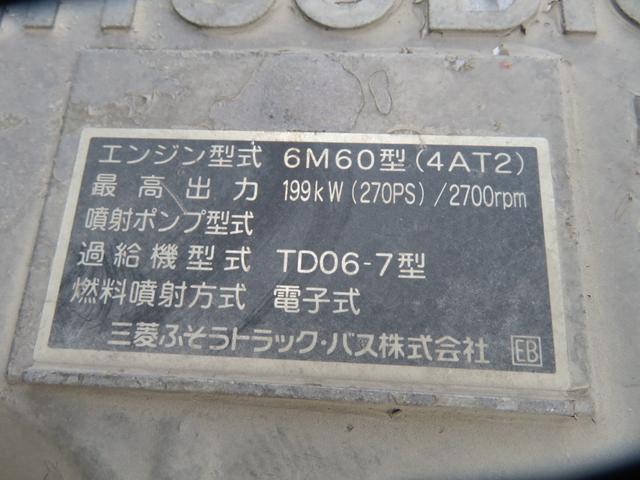 エンジン型式 6M60型(4AT2)
最高出力 199kW(270PS)/2700rpm
噴射ポンプ型式
過給機型式 TD06-7型
燃料噴射方式 電子式
三菱ふそうトラック・バス株式会社 EB